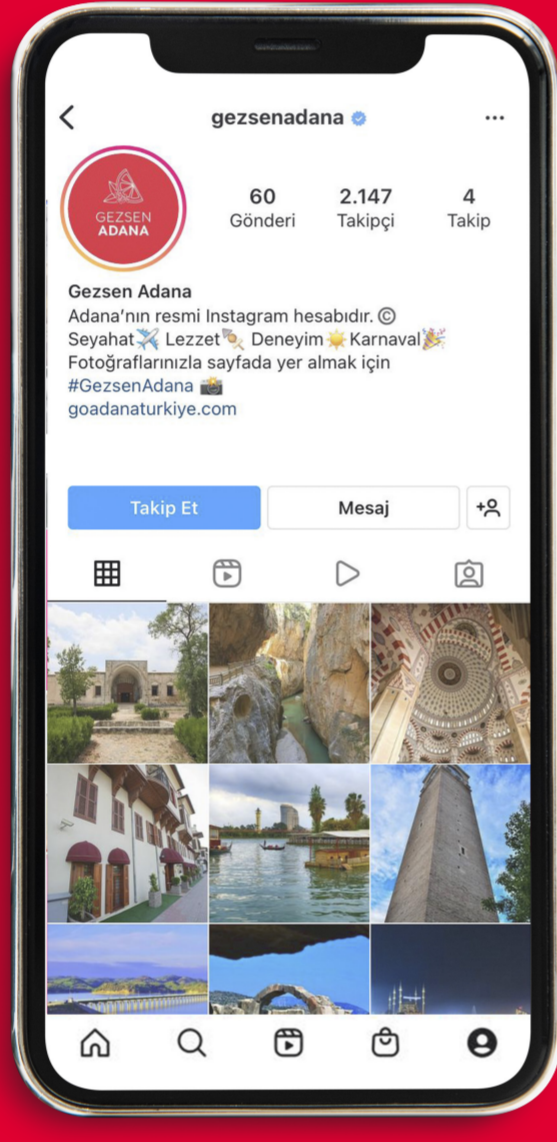 gezsenadana
GEZSEN
ADANA
60
Gönderi
2.147
Takipçi
4
Takip
Gezsen Adana
Adana’nın resmi Instagram hesabıdır. ©
Seyahat✈️ Lezzet🍢 Deneyim☀️Karnaval🎉
Fotoğraflarınızla sayfada yer almak için
#GezsenAdana 📸
goadanaturkiye.com
Takip Et
Mesaj